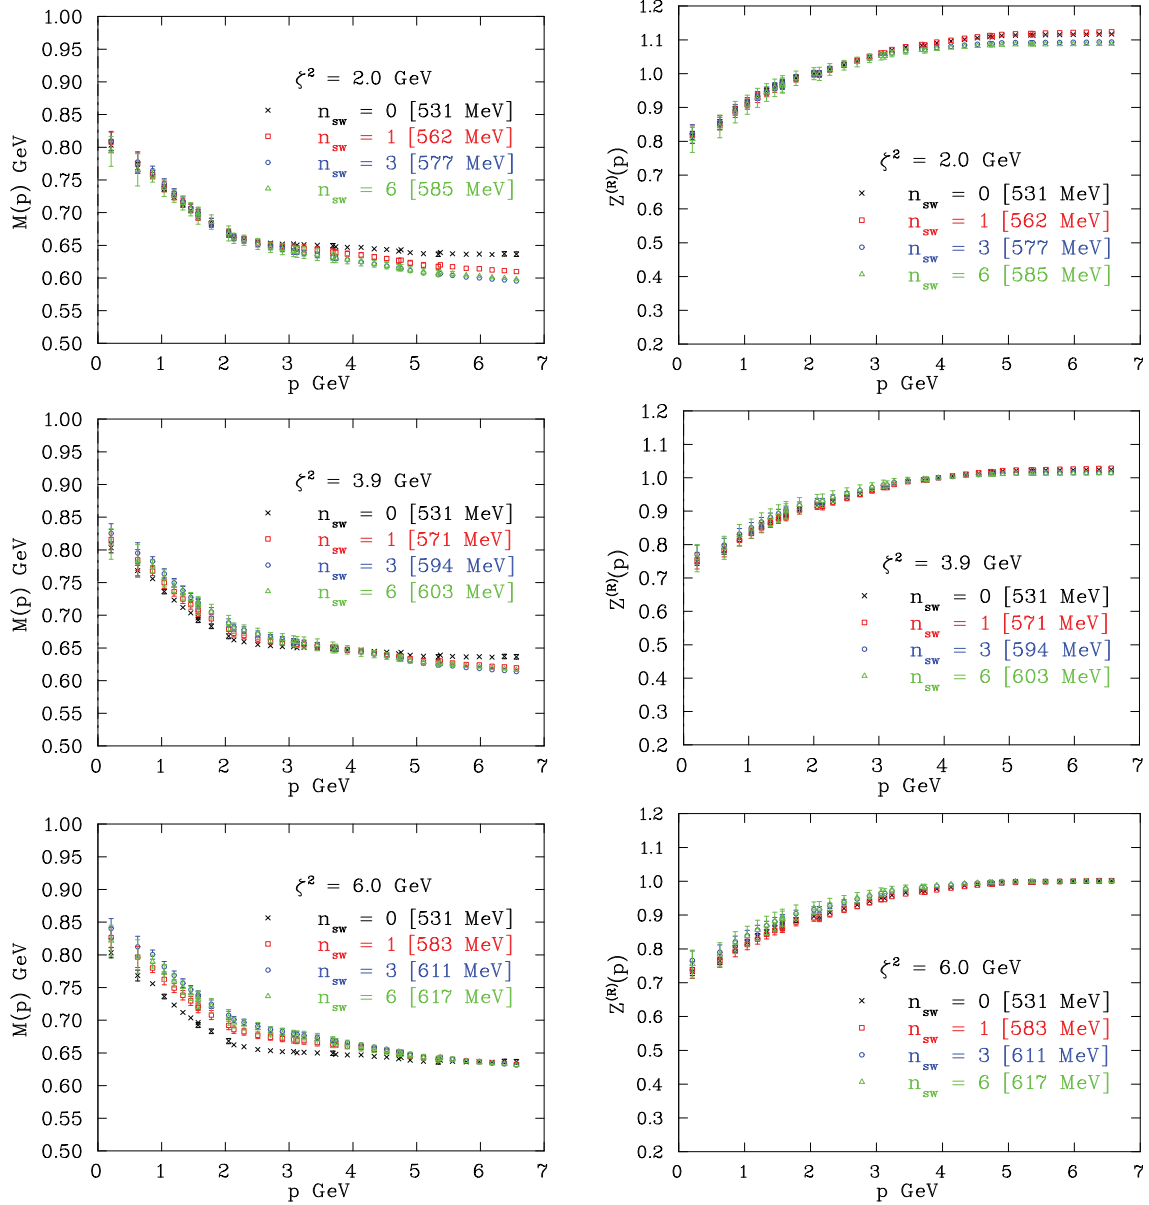 1.00
0.95
0.90
0.85
0.80
0.75
0.70
0.65
0.60
0.55
0.50
M(p) GeV
ζ² = 2.0 GeV
n_sw = 0 [531 MeV]
n_sw = 1 [562 MeV]
n_sw = 3 [577 MeV]
n_sw = 6 [585 MeV]
0 1 2 3 4 5 6 7
p GeV
1.2
1.1
1.0
0.9
0.8
0.7
0.6
0.5
0.4
0.3
0.2
Z^(R)(p)
ζ² = 2.0 GeV
n_sw = 0 [531 MeV]
n_sw = 1 [562 MeV]
n_sw = 3 [577 MeV]
n_sw = 6 [585 MeV]
0 1 2 3 4 5 6 7
p GeV
1.00
0.95
0.90
0.85
0.80
0.75
0.70
0.65
0.60
0.55
0.50
M(p) GeV
ζ² = 3.9 GeV
n_sw = 0 [531 MeV]
n_sw = 1 [571 MeV]
n_sw = 3 [594 MeV]
n_sw = 6 [603 MeV]
0 1 2 3 4 5 6 7
p GeV
1.2
1.1
1.0
0.9
0.8
0.7
0.6
0.5
0.4
0.3
0.2
Z^(R)(p)
ζ² = 3.9 GeV
n_sw = 0 [531 MeV]
n_sw = 1 [571 MeV]
n_sw = 3 [594 MeV]
n_sw = 6 [603 MeV]
0 1 2 3 4 5 6 7
p GeV
1.00
0.95
0.90
0.85
0.80
0.75
0.70
0.65
0.60
0.55
0.50
M(p) GeV
ζ² = 6.0 GeV
n_sw = 0 [531 MeV]
n_sw = 1 [583 MeV]
n_sw = 3 [611 MeV]
n_sw = 6 [617 MeV]
0 1 2 3 4 5 6 7
p GeV
1.2
1.1
1.0
0.9
0.8
0.7
0.6
0.5
0.4
0.3
0.2
Z^(R)(p)
ζ² = 6.0 GeV
n_sw = 0 [531 MeV]
n_sw = 1 [583 MeV]
n_sw = 3 [611 MeV]
n_sw = 6 [617 MeV]
0 1 2 3 4 5 6 7
p GeV